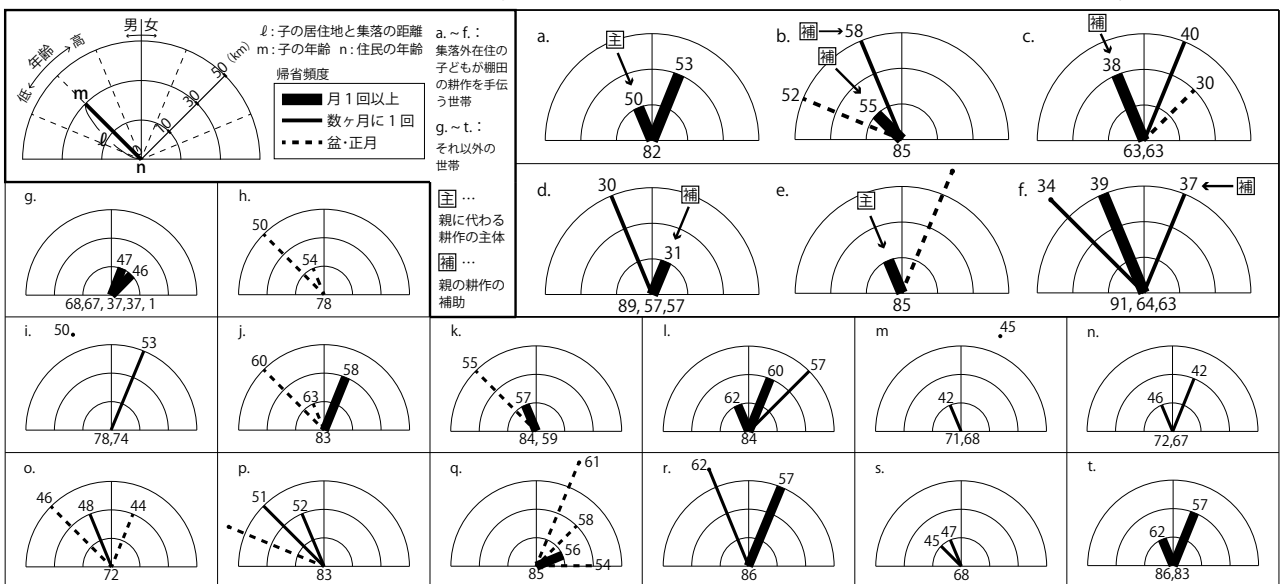 男 女
低 ← 年齢 → 高
50 (km)
30
10
0
m
ℓ
n
ℓ : 子の居住地と集落の距離
m : 子の年齢 n : 住民の年齢
帰省頻度
月1回以上
数ヶ月に1回
盆・正月
a. ~ f. :
集落外在住の
子どもが棚田
の耕作を手伝
う世帯
g. ~ t. :
それ以外の
世帯
主 …
親に代わる
耕作の主体
補 …
親の耕作の
補助
a.
主
53
50
82
b.
補 58
補
52
55
85
c.
補
40
38
30
63,63
d.
30
補
31
89, 57,57
e.
主
85
f.
34
39
37 補
91, 64,63
g.
47
46
68,67, 37,37, 1
h.
50
54
78
i.
50
53
78,74
j.
60
58
63
83
k.
55
57
84, 59
l.
60
57
62
84
m
45
42
71,68
n.
42
46
72,67
o.
46
48
44
72
p.
51
52
83
q.
61
58
56
54
85
r.
62
57
86
s.
45
47
68
t.
57
62
86,83